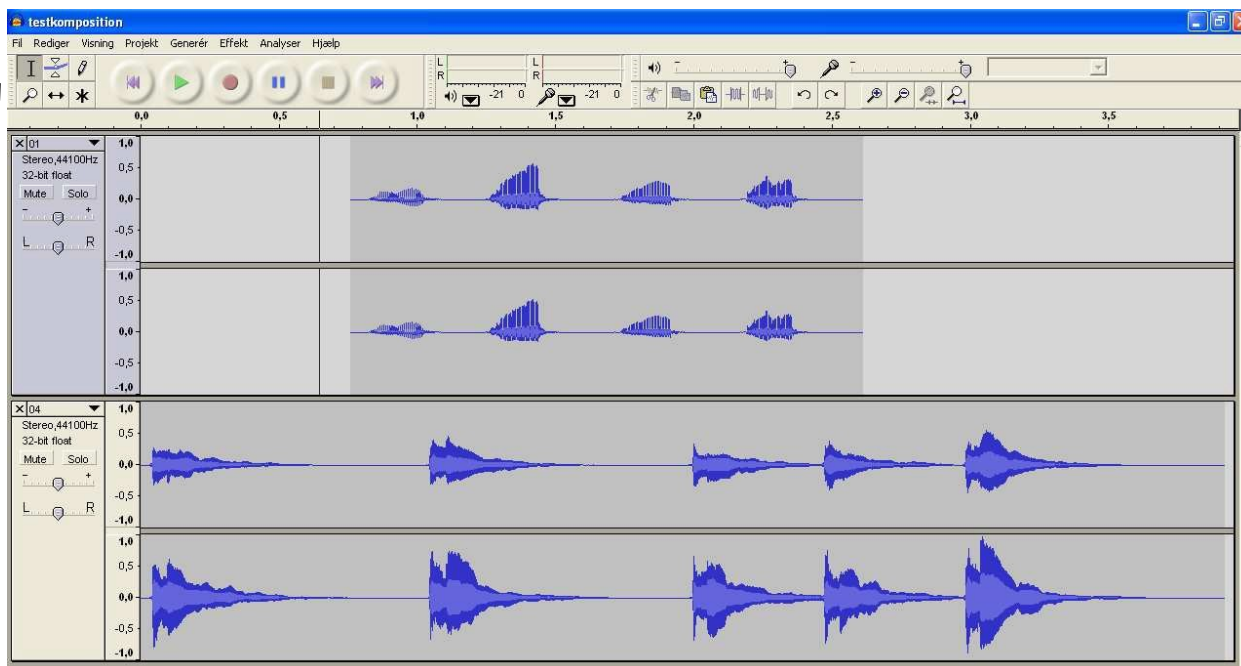 testkomposition
Fil Rediger Visning Projekt Generér Effekt Analyser Hjælp
L
R
-21 0
L
R
-21 0
- +
- +
0,0 0,5 1,0 1,5 2,0 2,5 3,0 3,5
01
Stereo,44100Hz
32-bit float
Mute Solo
- +
L R
1,0
0,5
0,0
-0,5
-1,0
1,0
0,5
0,0
-0,5
-1,0
04
Stereo,44100Hz
32-bit float
Mute Solo
- +
L R
1,0
0,5
0,0
-0,5
-1,0
1,0
0,5
0,0
-0,5
-1,0